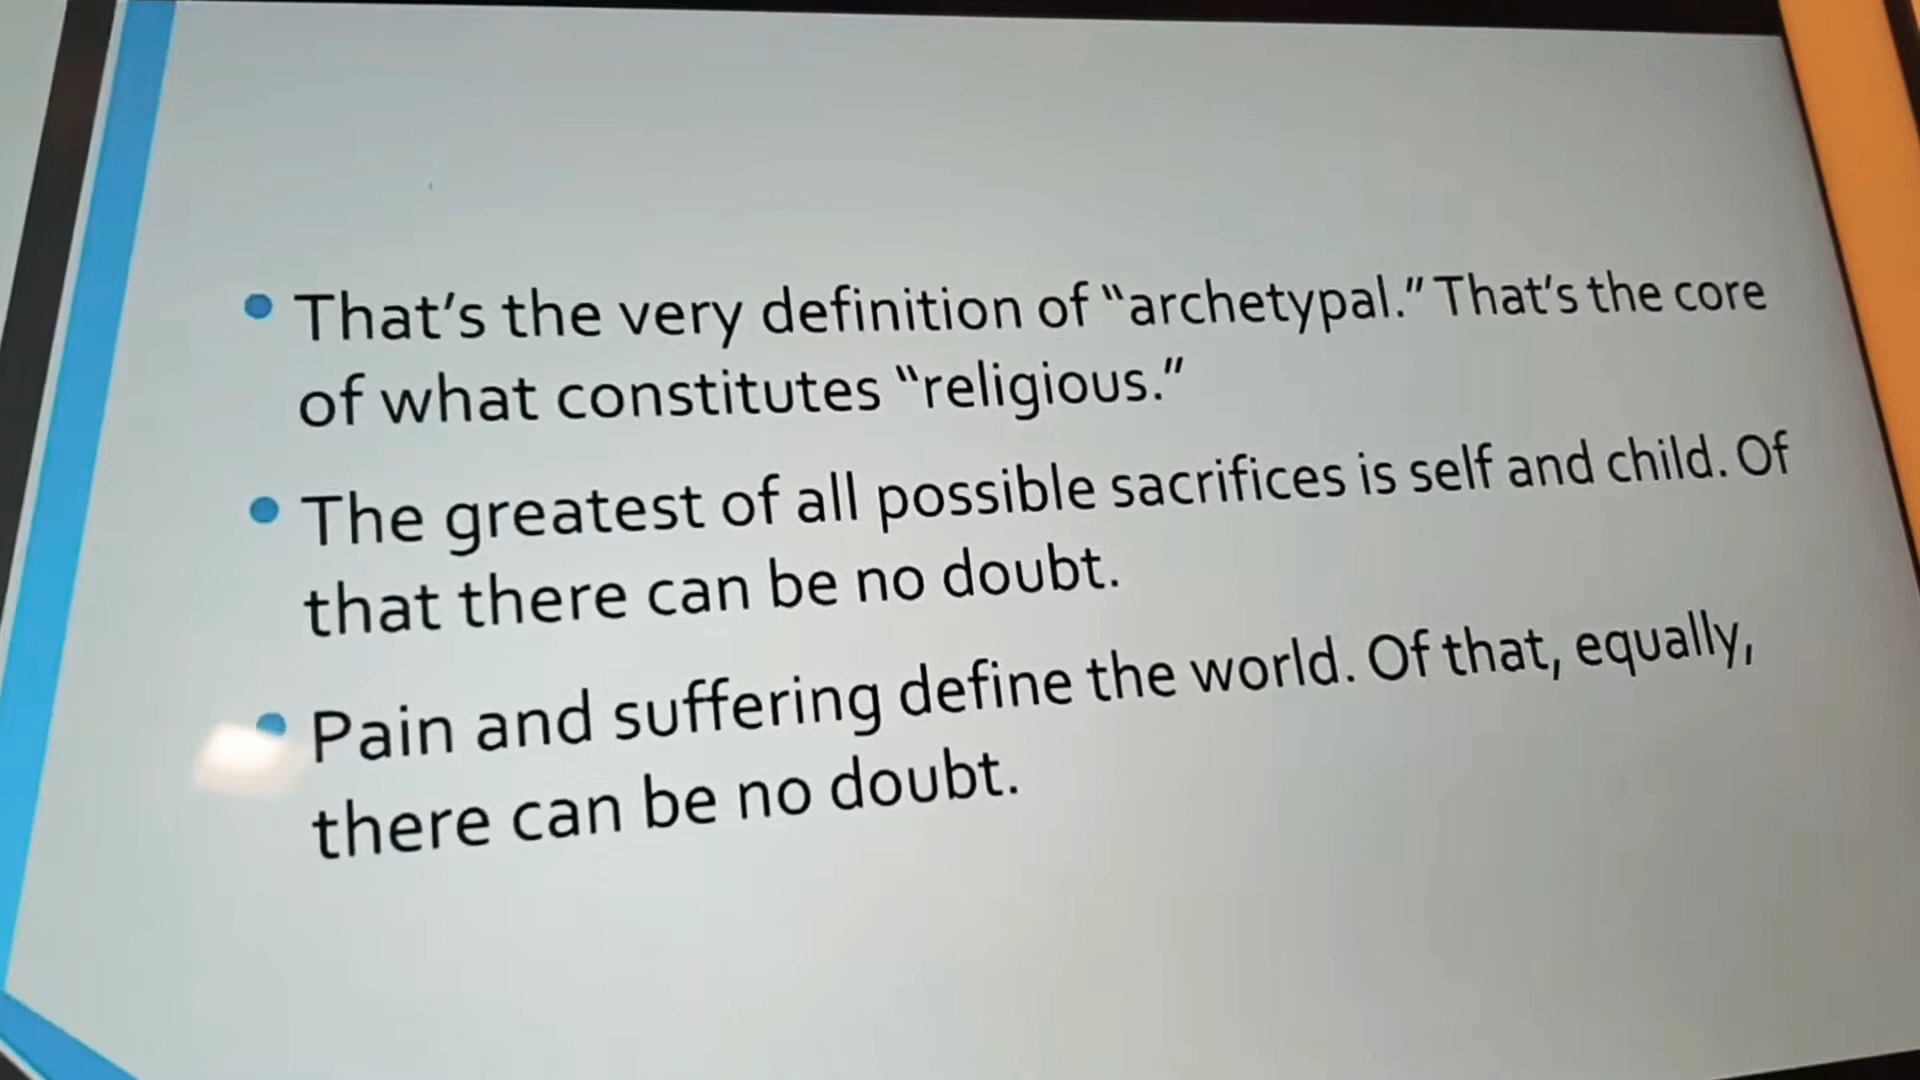 • That's the very definition of “archetypal.” That's the core
of what constitutes “religious.”
• The greatest of all possible sacrifices is self and child. Of
that there can be no doubt.
• Pain and suffering define the world. Of that, equally,
there can be no doubt.